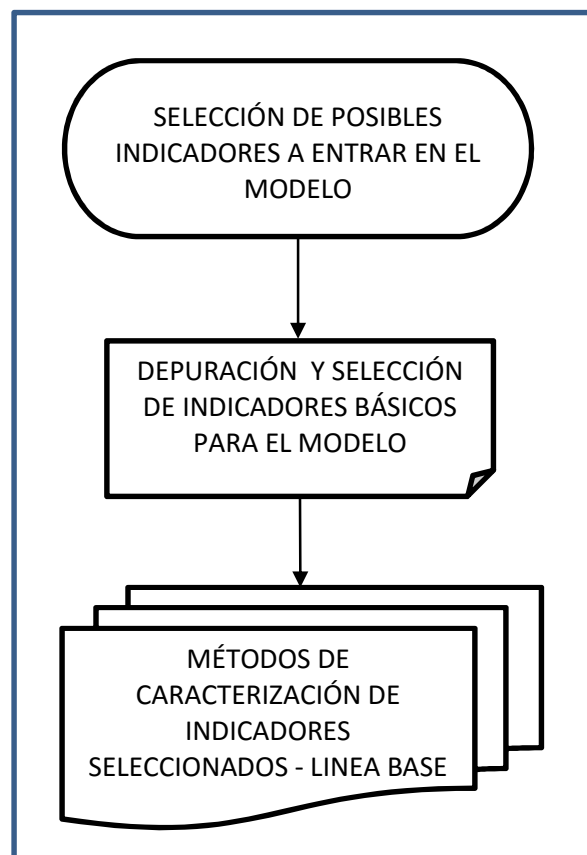 SELECCIÓN DE POSIBLES
INDICADORES A ENTRAR EN EL
MODELO
DEPURACIÓN Y SELECCIÓN
DE INDICADORES BÁSICOS
PARA EL MODELO
MÉTODOS DE
CARACTERIZACIÓN DE
INDICADORES
SELECCIONADOS - LINEA BASE